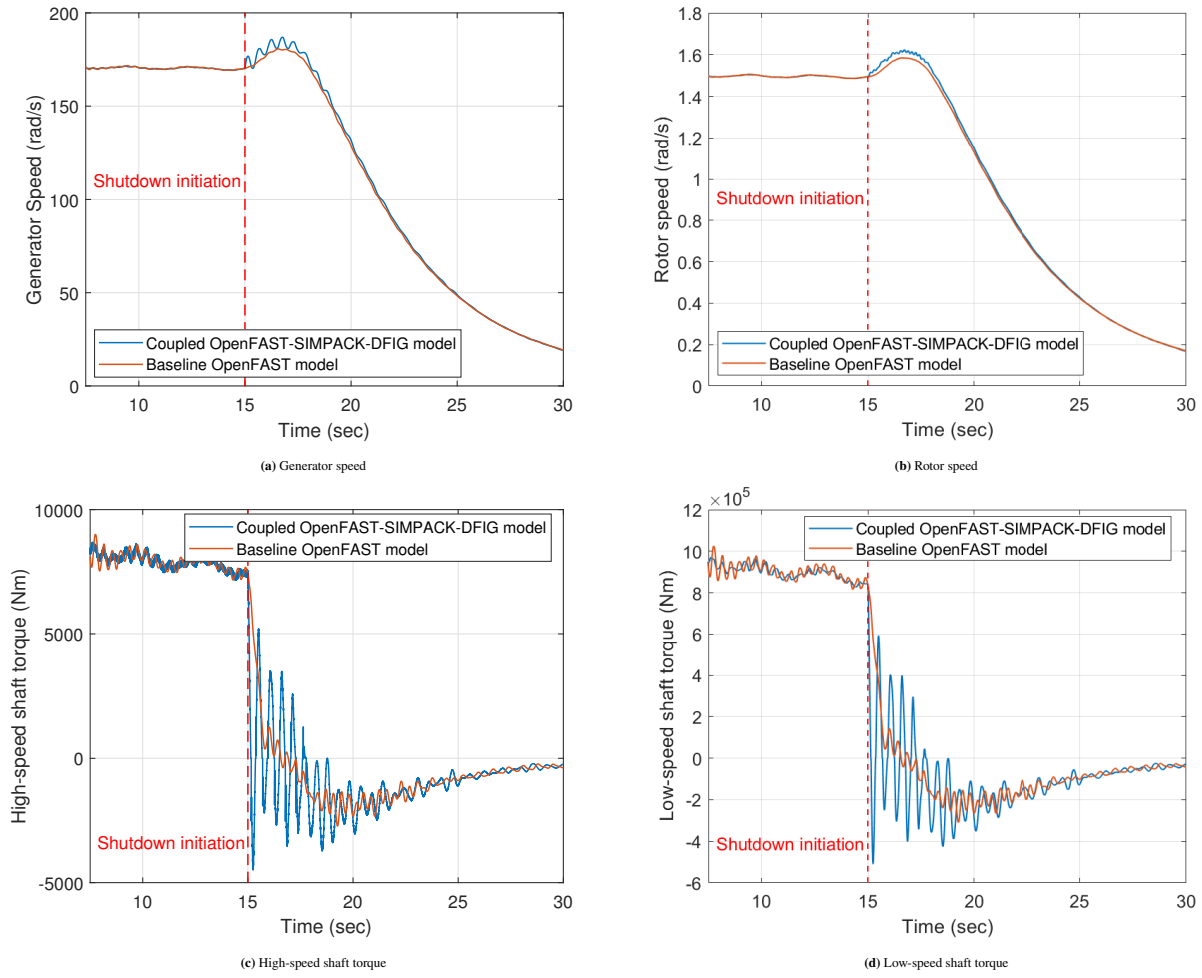 200
150
100
50
0
Generator Speed (rad/s)
Shutdown initiation
Coupled OpenFAST-SIMPACK-DFIG model
Baseline OpenFAST model
10 15 20 25 30
Time (sec)
(a) Generator speed
1.8
1.6
1.4
1.2
1
0.8
0.6
0.4
0.2
0
Rotor speed (rad/s)
Shutdown initiation
Coupled OpenFAST-SIMPACK-DFIG model
Baseline OpenFAST model
10 15 20 25 30
Time (sec)
(b) Rotor speed
10000
5000
0
-5000
High-speed shaft torque (Nm)
Coupled OpenFAST-SIMPACK-DFIG model
Baseline OpenFAST model
Shutdown initiation
10 15 20 25 30
Time (sec)
(c) High-speed shaft torque
×10⁵
12
10
8
6
4
2
0
-2
-4
-6
Low-speed shaft torque (Nm)
Coupled OpenFAST-SIMPACK-DFIG model
Baseline OpenFAST model
Shutdown initiation
10 15 20 25 30
Time (sec)
(d) Low-speed shaft torque